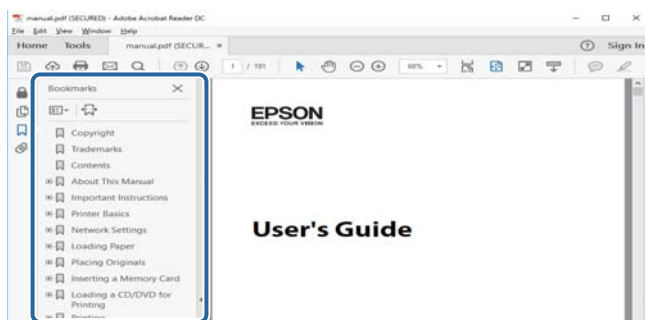 manual.pdf (SECURED) - Adobe Acrobat Reader DC
File Edit View Window Help
Home Tools manual.pdf (SECUR... × Sign In
1 / 191 68%
Bookmarks
EPSON
EXCEED YOUR VISION
Copyright
Trademarks
Contents
About This Manual
Important Instructions
Printer Basics
Network Settings
User's Guide
Loading Paper
Placing Originals
Inserting a Memory Card
Loading a CD/DVD for
Printing
Printing